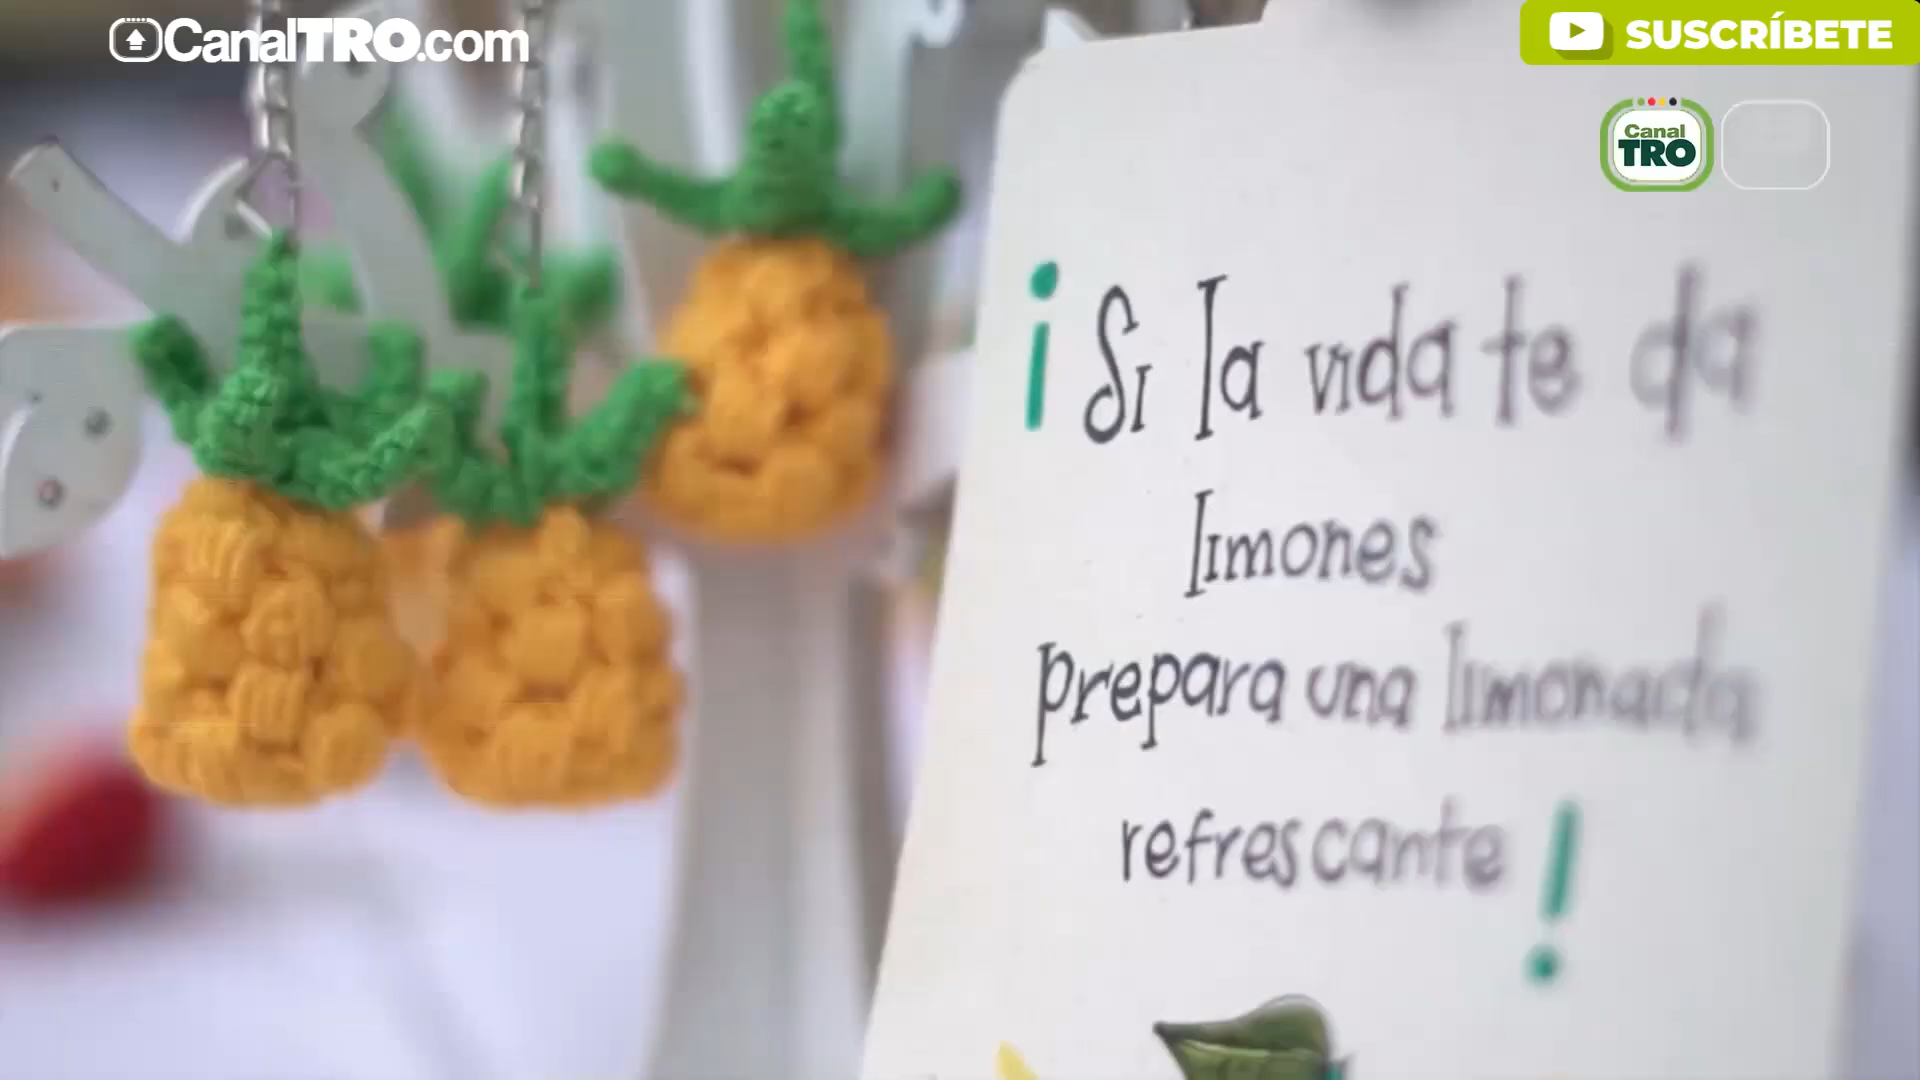 CanalTRO.com
SUSCRÍBETE
Canal
TRO
¡Si la vida te da
limones
prepara una limonada
refrescante!